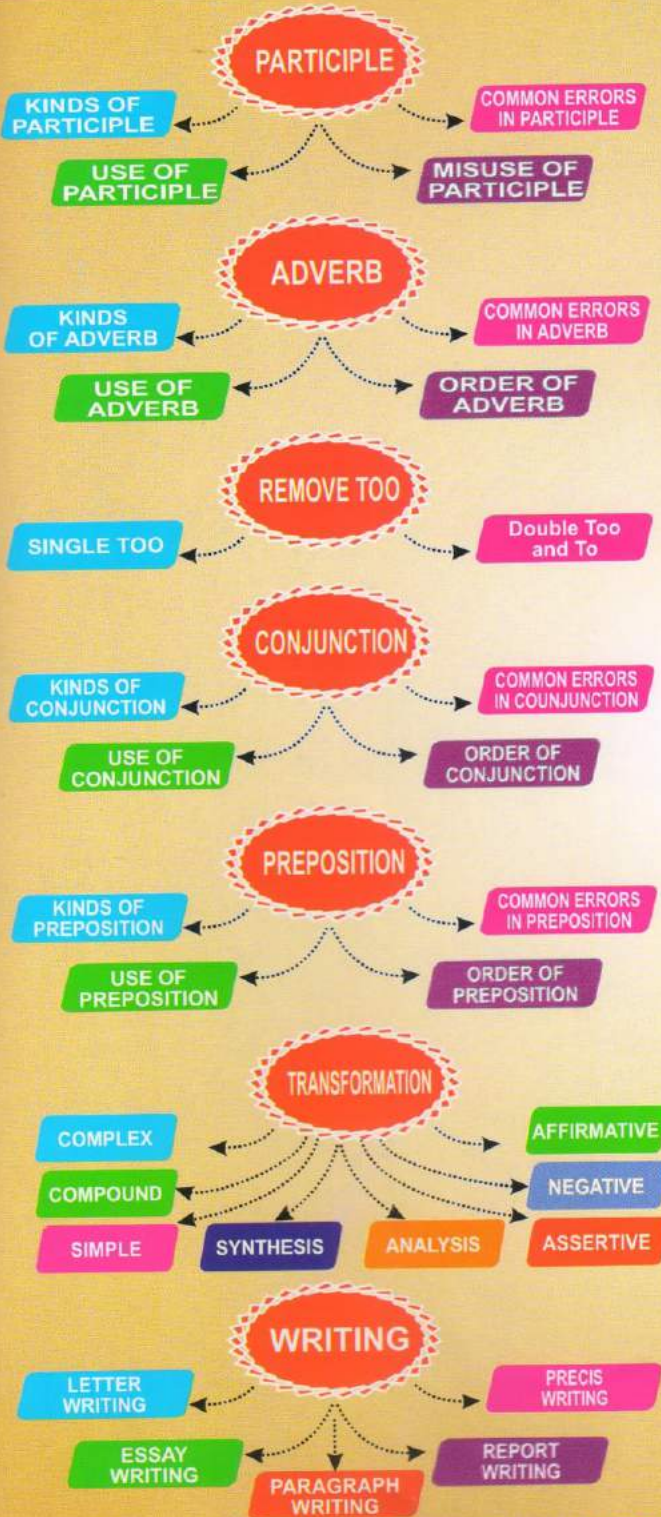 PARTICIPLE
KINDS OF
PARTICIPLE
COMMON ERRORS
IN PARTICIPLE
USE OF
PARTICIPLE
MISUSE OF
PARTICIPLE
ADVERB
KINDS
OF ADVERB
COMMON ERRORS
IN ADVERB
USE OF
ADVERB
ORDER OF
ADVERB
REMOVE TOO
SINGLE TOO
Double Too
and To
CONJUNCTION
KINDS OF
CONJUNCTION
COMMON ERRORS
IN COUNJUNCTION
USE OF
CONJUNCTION
ORDER OF
CONJUNCTION
PREPOSITION
KINDS OF
PREPOSITION
COMMON ERRORS
IN PREPOSITION
USE OF
PREPOSITION
ORDER OF
PREPOSITION
TRANSFORMATION
COMPLEX
AFFIRMATIVE
COMPOUND
NEGATIVE
SIMPLE
SYNTHESIS
ANALYSIS
ASSERTIVE
WRITING
LETTER
WRITING
PRECIS
WRITING
ESSAY
WRITING
REPORT
WRITING
PARAGRAPH
WRITING